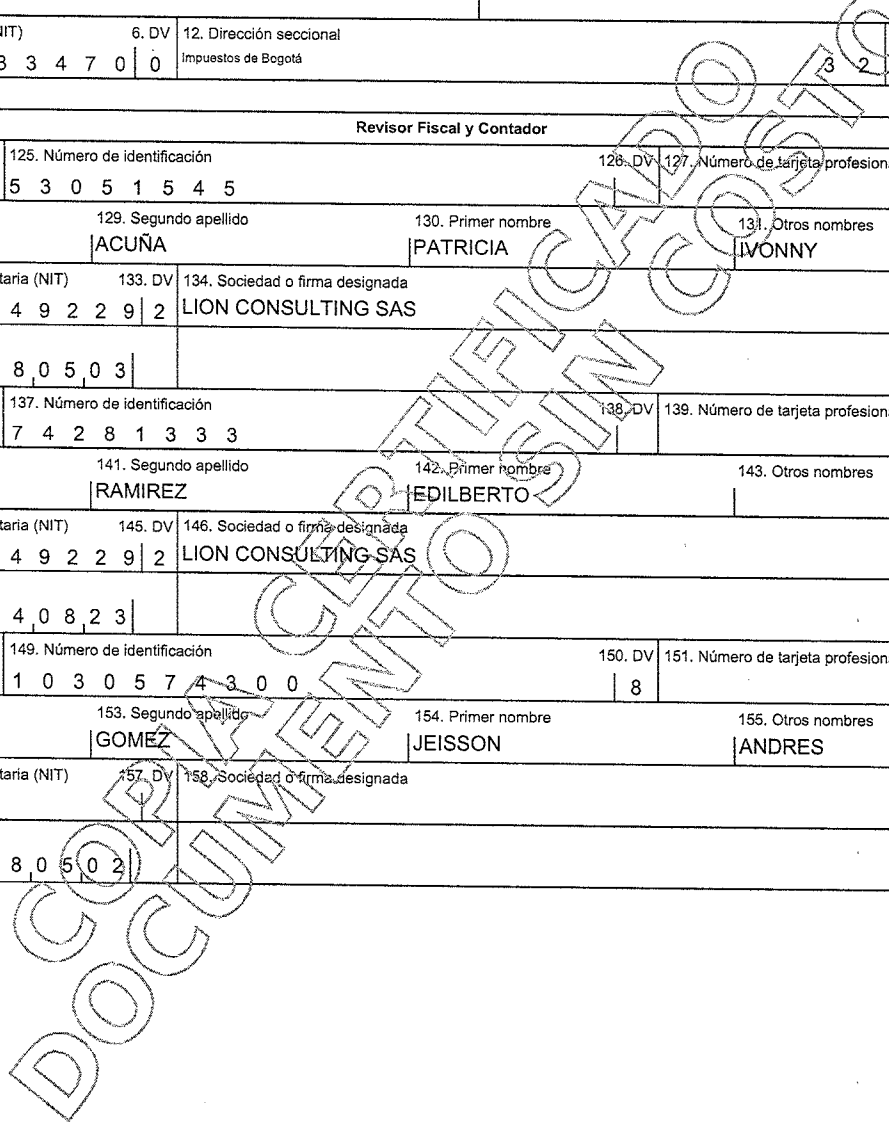 NIT) 6. DV 12. Dirección seccional
3 3 4 7 0 0 Impuestos de Bogotá 3 2
Revisor Fiscal y Contador
125. Número de identificación 126. DV 127. Número de tarjeta profesion
5 3 0 5 1 5 4 5
129. Segundo apellido 130. Primer nombre 131. Otros nombres
ACUÑA PATRICIA IVONNY
taria (NIT) 133. DV 134. Sociedad o firma designada
4 9 2 2 9 2 LION CONSULTING SAS
8 0 5 0 3
137. Número de identificación 138. DV 139. Número de tarjeta profesion
7 4 2 8 1 3 3 3
141. Segundo apellido 142. Primer nombre 143. Otros nombres
RAMIREZ EDILBERTO
taria (NIT) 145. DV 146. Sociedad o firma designada
4 9 2 2 9 2 LION CONSULTING SAS
4 0 8 2 3
149. Número de identificación 150. DV 151. Número de tarjeta profesion
1 0 3 0 5 7 4 3 0 0 8
153. Segundo apellido 154. Primer nombre 155. Otros nombres
GOMEZ JEISSON ANDRES
taria (NIT) 157. DV 158. Sociedad o firma designada
8 0 5 0 2
COPIA CERTIFICADO
DOCUMENTO SIN COSTO